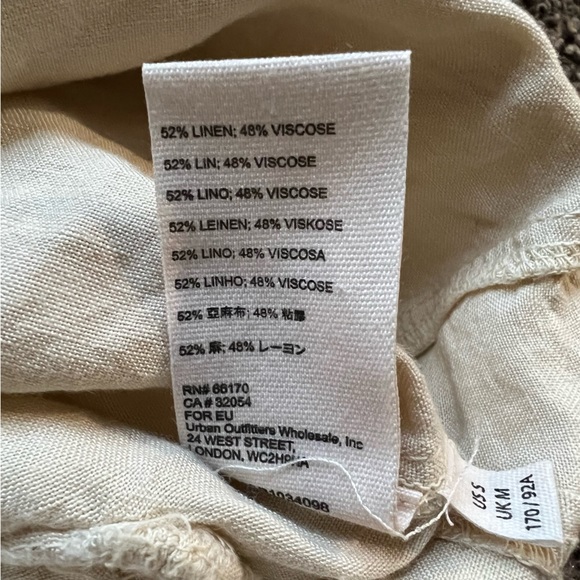 52% LINEN; 48% VISCOSE
52% LIN; 48% VISCOSE
52% LINO; 48% VISCOSE
52% LEINEN; 48% VISKOSE
52% LINO; 48% VISCOSA
52% LINHO; 48% VISCOSE
52% 亞麻布; 48% 粘膠
52% 麻; 48% レーヨン
RN# 66170
CA # 32054
FOR EU
Urban Outfitters Wholesale, Inc
24 WEST STREET,
LONDON, WC2H9NA
US S
UK M
170 / 92A